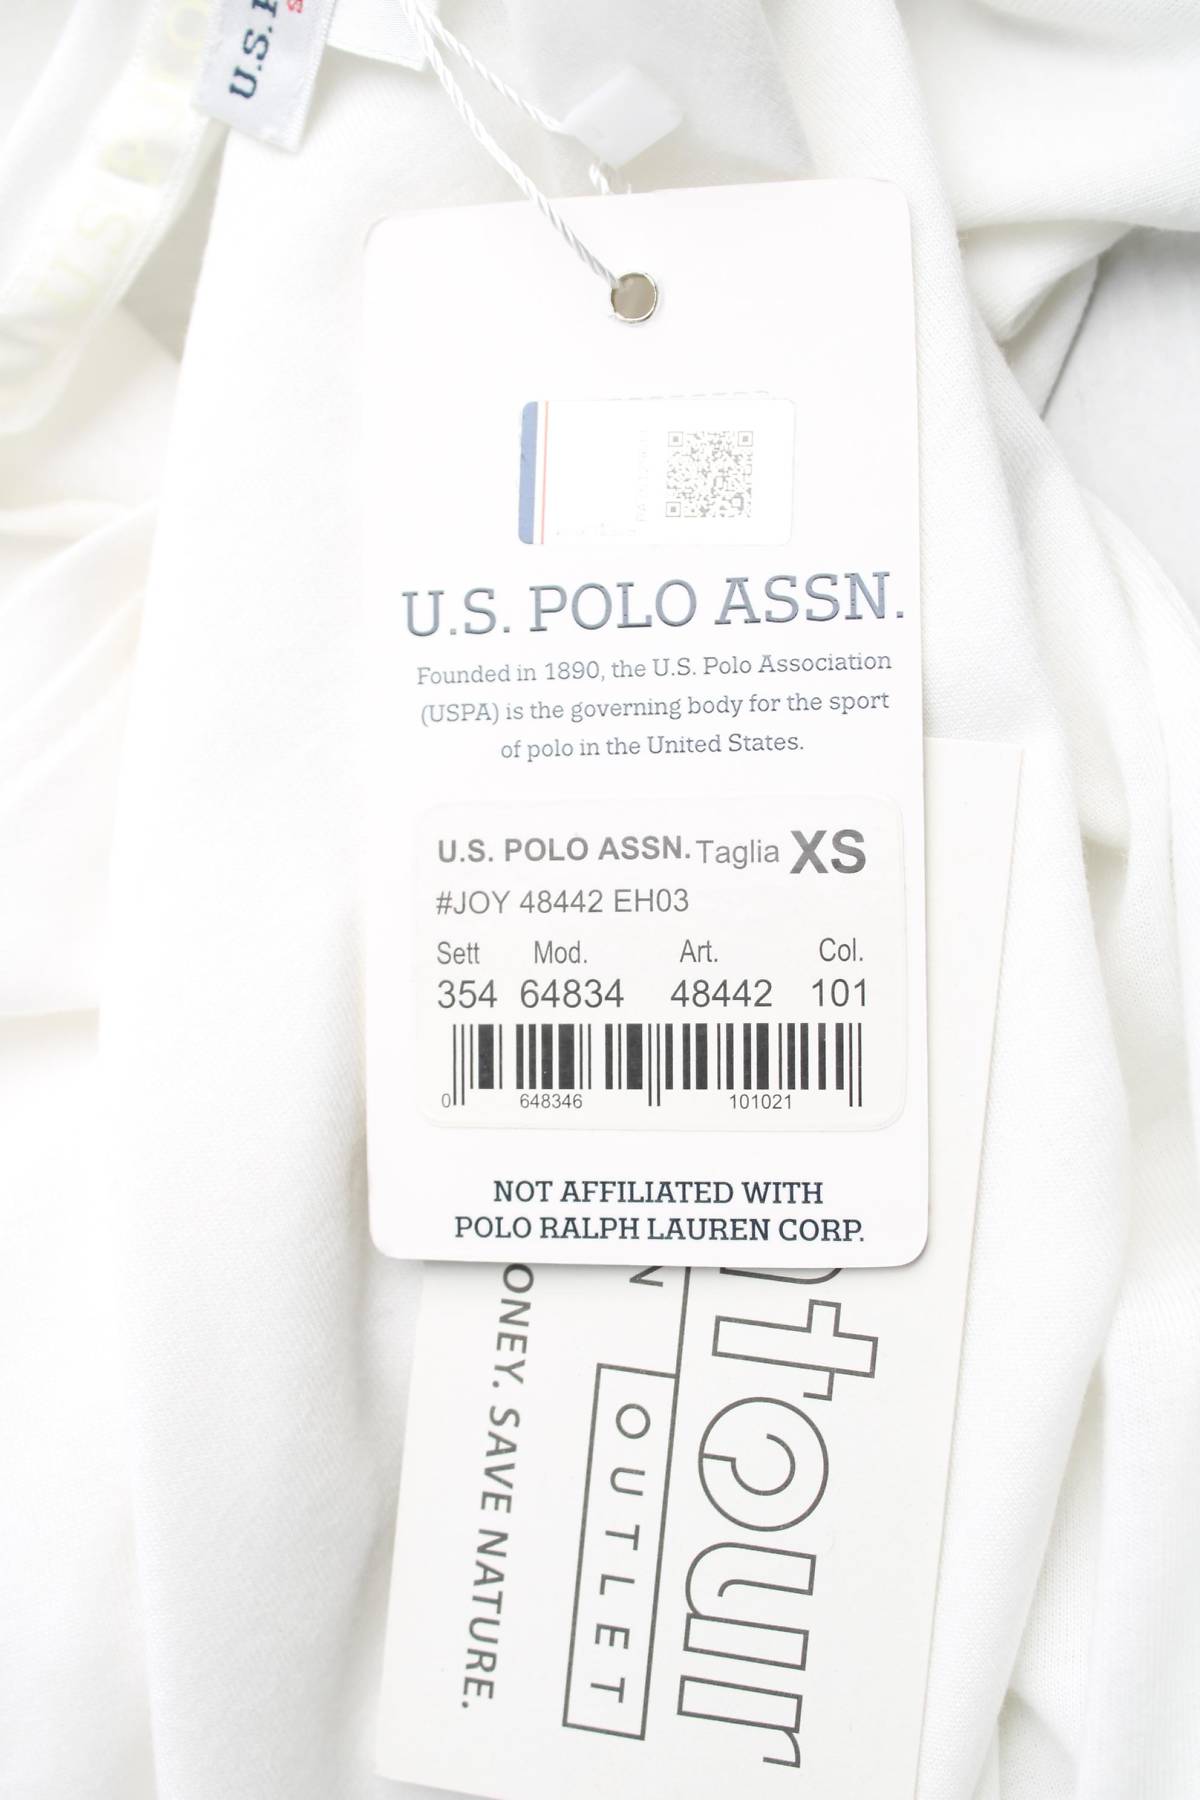 U.S. P
U S P A
U.S. POLO ASSN.
Founded in 1890, the U.S. Polo Association
(USPA) is the governing body for the sport
of polo in the United States.
U.S. POLO ASSN. Taglia XS
#JOY 48442 EH03
Sett Mod. Art. Col.
354 64834 48442 101
0 648346 101021
NOT AFFILIATED WITH
POLO RALPH LAUREN CORP.
ntour
N
OUTLET
ONEY. SAVE NATURE.